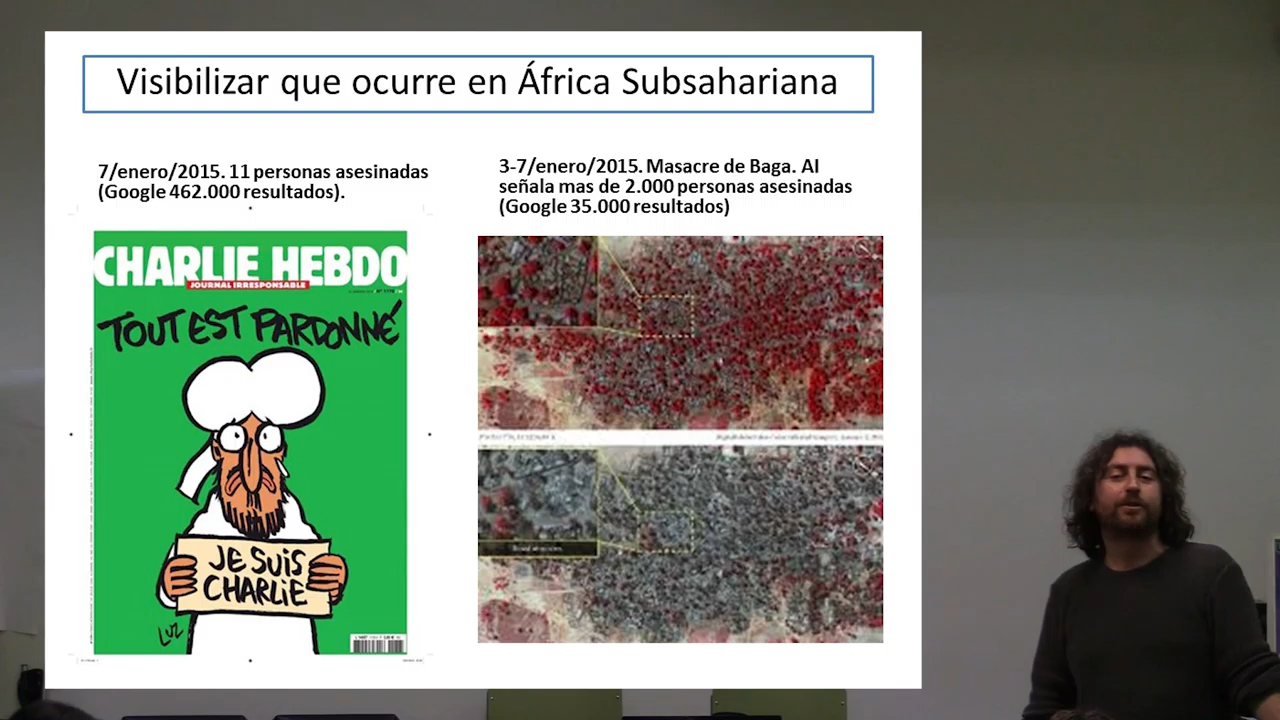 Visibilizar que ocurre en África Subsahariana
7/enero/2015. 11 personas asesinadas
(Google 462.000 resultados).
3-7/enero/2015. Masacre de Baga. AI
señala mas de 2.000 personas asesinadas
(Google 35.000 resultados)
CHARLIE HEBDO
JOURNAL IRRESPONSABLE
TOUT EST PARDONNÉ
JE SUIS
CHARLIE
LUZ